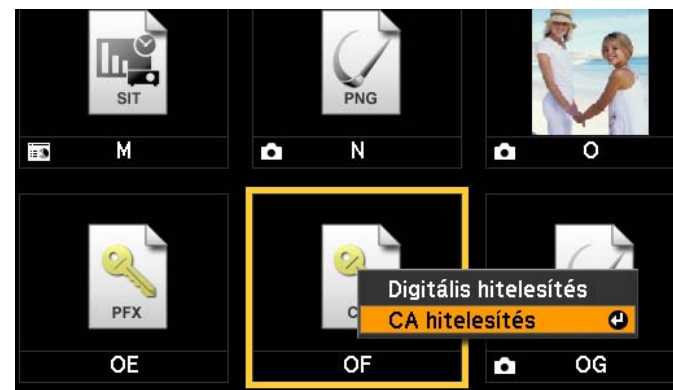 SIT
PNG
M
N
O
PFX
Digitális hitelesítés
CA hitelesítés
OE
OF
OG